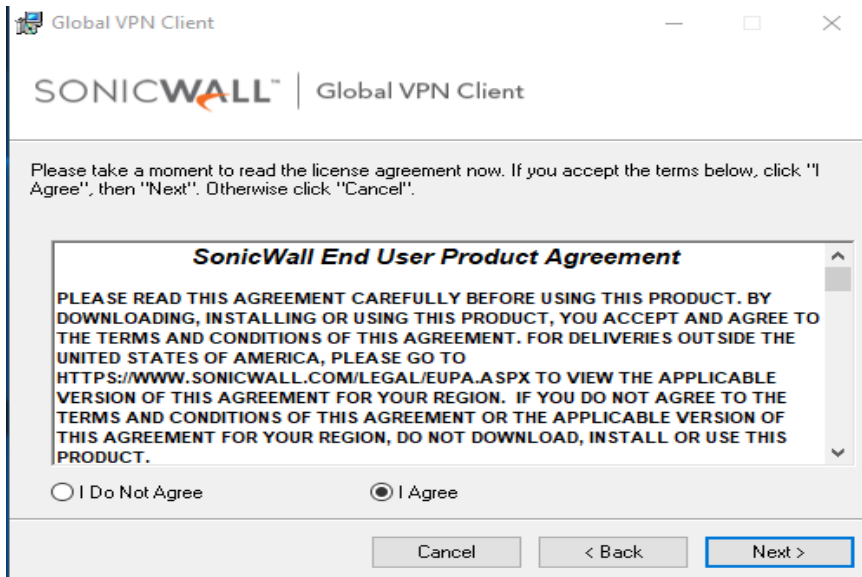 Global VPN Client
SONICWALL™ | Global VPN Client
Please take a moment to read the license agreement now. If you accept the terms below, click "I
Agree", then "Next". Otherwise click "Cancel".
SonicWall End User Product Agreement
PLEASE READ THIS AGREEMENT CAREFULLY BEFORE USING THIS PRODUCT. BY
DOWNLOADING, INSTALLING OR USING THIS PRODUCT, YOU ACCEPT AND AGREE TO
THE TERMS AND CONDITIONS OF THIS AGREEMENT. FOR DELIVERIES OUTSIDE THE
UNITED STATES OF AMERICA, PLEASE GO TO
HTTPS://WWW.SONICWALL.COM/LEGAL/EUPA.ASPX TO VIEW THE APPLICABLE
VERSION OF THIS AGREEMENT FOR YOUR REGION.  IF YOU DO NOT AGREE TO THE
TERMS AND CONDITIONS OF THIS AGREEMENT OR THE APPLICABLE VERSION OF
THIS AGREEMENT FOR YOUR REGION, DO NOT DOWNLOAD, INSTALL OR USE THIS
PRODUCT.
I Do Not Agree I Agree
Cancel < Back Next >